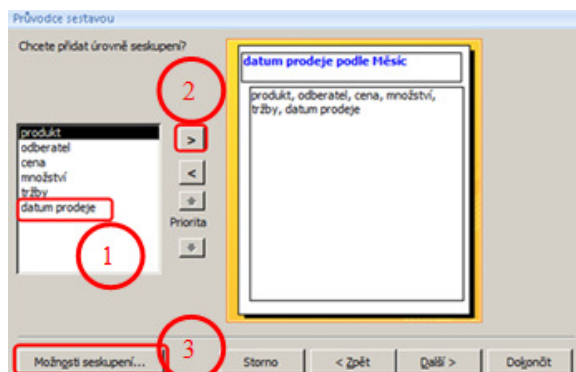 Průvodce sestavou
Chcete přidat úrovně seskupení?
datum prodeje podle Měsíc
produkt, odberatel, cena, množství,
tržby, datum prodeje
2
produkt
odberatel
cena
množství
tržby
datum prodeje
>
<
Priorita
1
3
Možnosti seskupení...
Storno
< Zpět
Další >
Dokončit